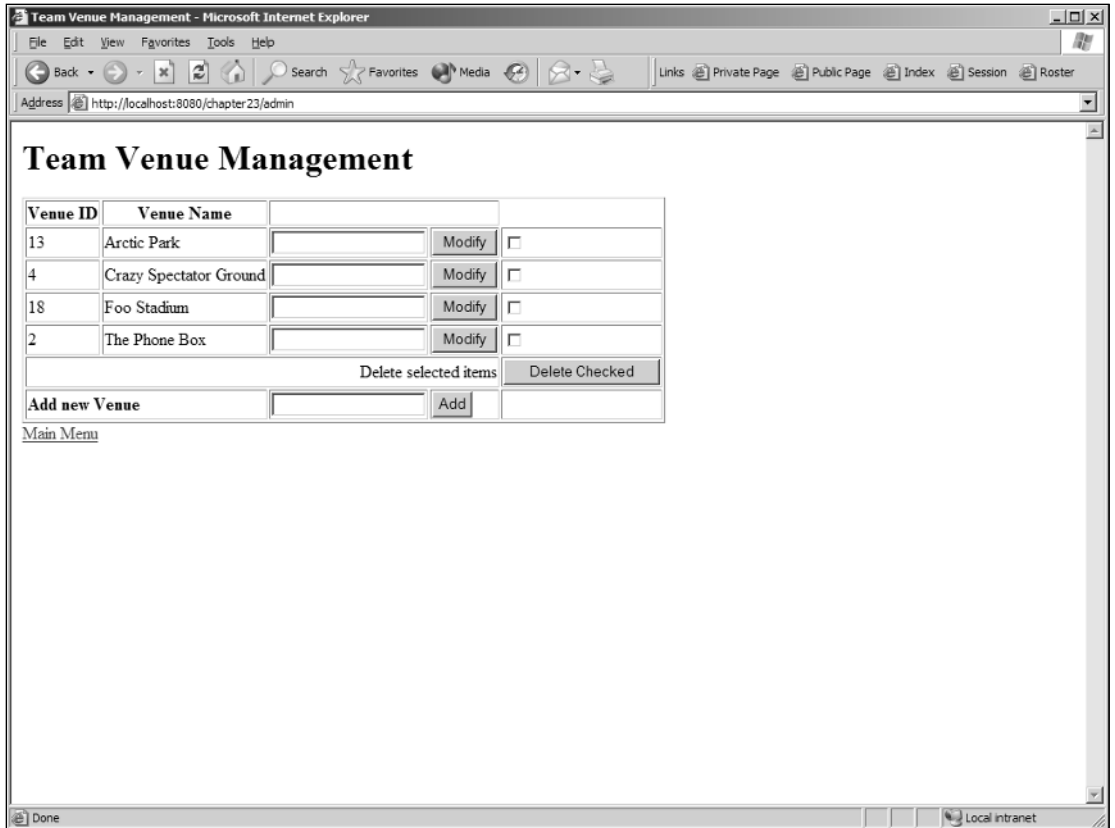 Team Venue Management - Microsoft Internet Explorer
File Edit View Favorites Tools Help
Back Search Favorites Media Links Private Page Public Page Index Session Roster
Address http://localhost:8080/chapter23/admin
Team Venue Management
Venue ID Venue Name
13 Arctic Park Modify
4 Crazy Spectator Ground Modify
18 Foo Stadium Modify
2 The Phone Box Modify
Delete selected items Delete Checked
Add new Venue Add
Main Menu
Done Local intranet